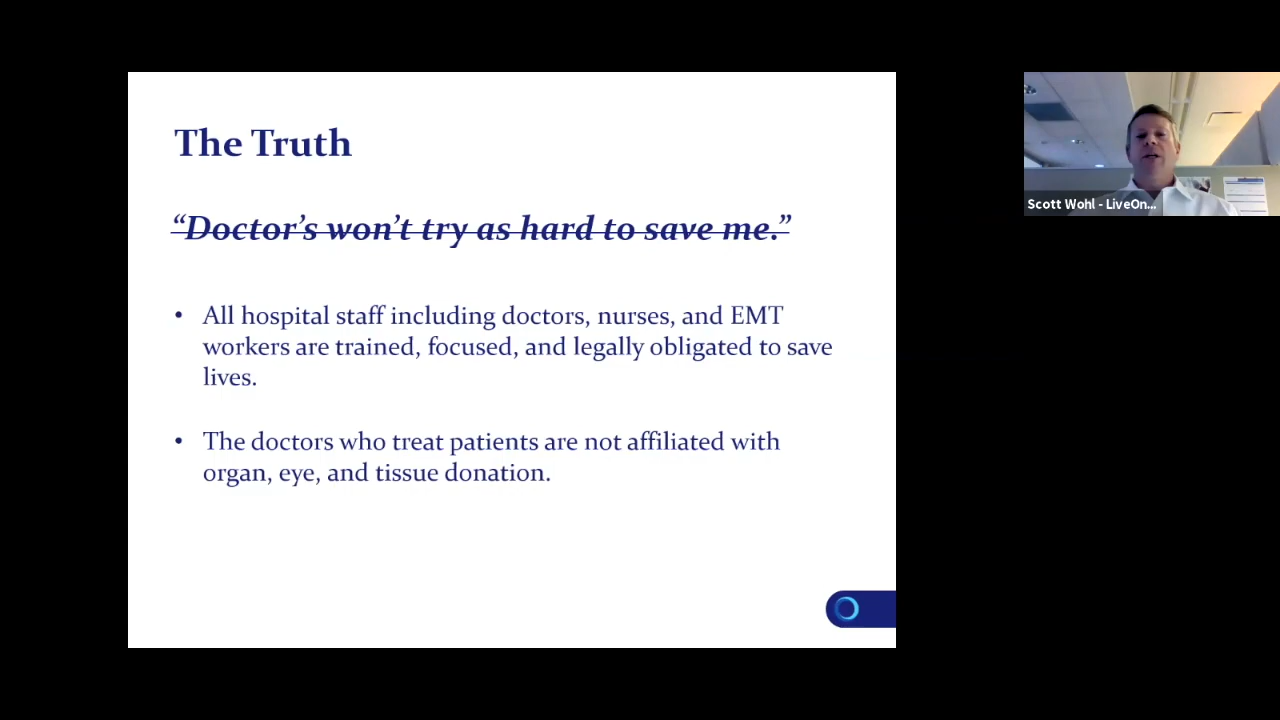 The Truth
“Doctor’s won’t try as hard to save me.”
• All hospital staff including doctors, nurses, and EMT
workers are trained, focused, and legally obligated to save
lives.
• The doctors who treat patients are not affiliated with
organ, eye, and tissue donation.
Scott Wohl - LiveOn...